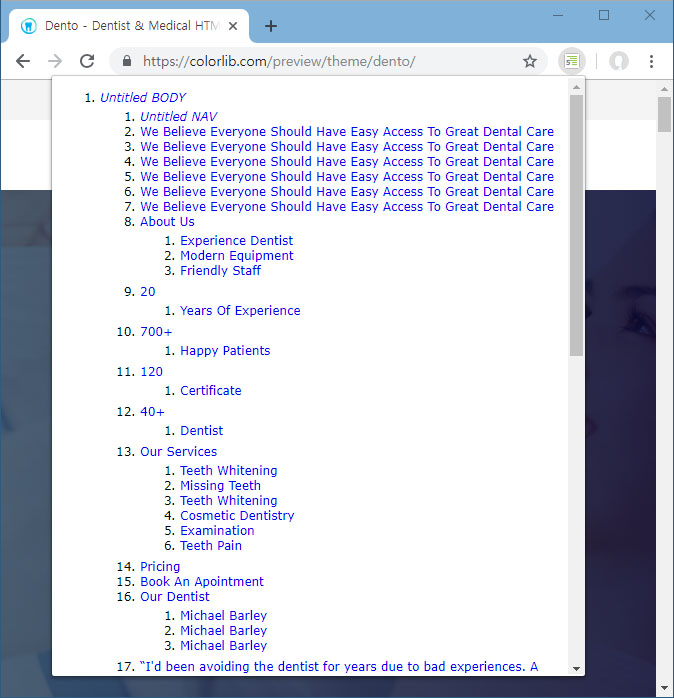 Dento - Dentist & Medical HTM
https://colorlib.com/preview/theme/dento/
5
1. Untitled BODY
1. Untitled NAV
2. We Believe Everyone Should Have Easy Access To Great Dental Care
3. We Believe Everyone Should Have Easy Access To Great Dental Care
4. We Believe Everyone Should Have Easy Access To Great Dental Care
5. We Believe Everyone Should Have Easy Access To Great Dental Care
6. We Believe Everyone Should Have Easy Access To Great Dental Care
7. We Believe Everyone Should Have Easy Access To Great Dental Care
8. About Us
1. Experience Dentist
2. Modern Equipment
3. Friendly Staff
9. 20
1. Years Of Experience
10. 700+
1. Happy Patients
11. 120
1. Certificate
12. 40+
1. Dentist
13. Our Services
1. Teeth Whitening
2. Missing Teeth
3. Teeth Whitening
4. Cosmetic Dentistry
5. Examination
6. Teeth Pain
14. Pricing
15. Book An Apointment
16. Our Dentist
1. Michael Barley
2. Michael Barley
3. Michael Barley
17. “I'd been avoiding the dentist for years due to bad experiences. A